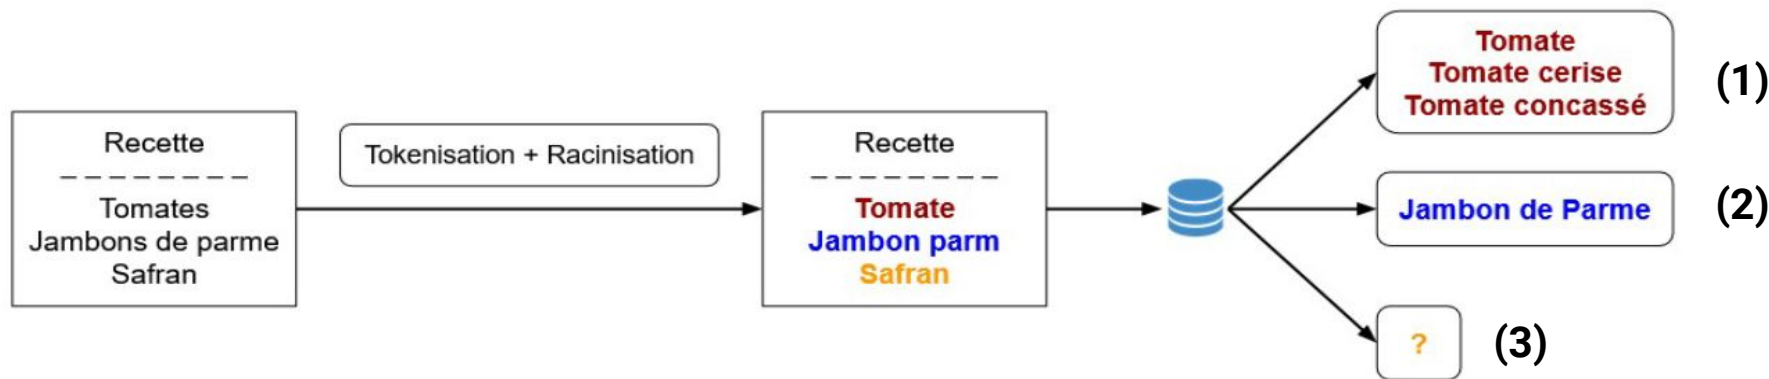 Recette
Tomates
Jambons de parme
Safran
Tokenisation + Racinisation
Recette
Tomate
Jambon parm
Safran
Tomate
Tomate cerise
Tomate concassé
(1)
Jambon de Parme
(2)
?
(3)